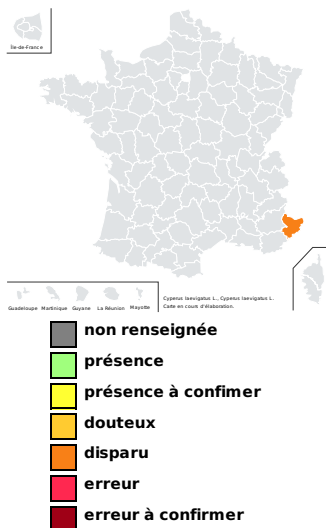 Île-de-France
Guadeloupe Martinique Guyane La Réunion Mayotte
Cyperus laevigatus L., Cyperus laevigatus L.
Carte en cours d'élaboration.
non renseignée
présence
présence à confimer
douteux
disparu
erreur
erreur à confirmer